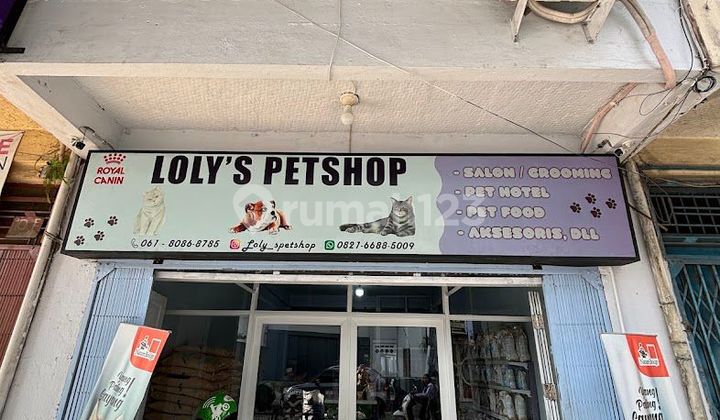 ROYAL CANIN
LOLY'S PETSHOP
- SALON / GROOMING
- PET HOTEL
- PET FOOD
- AKSESORIS, DLL
061 - 8086-8785
Loly_spetshop
0821-6688-5009
rumah123